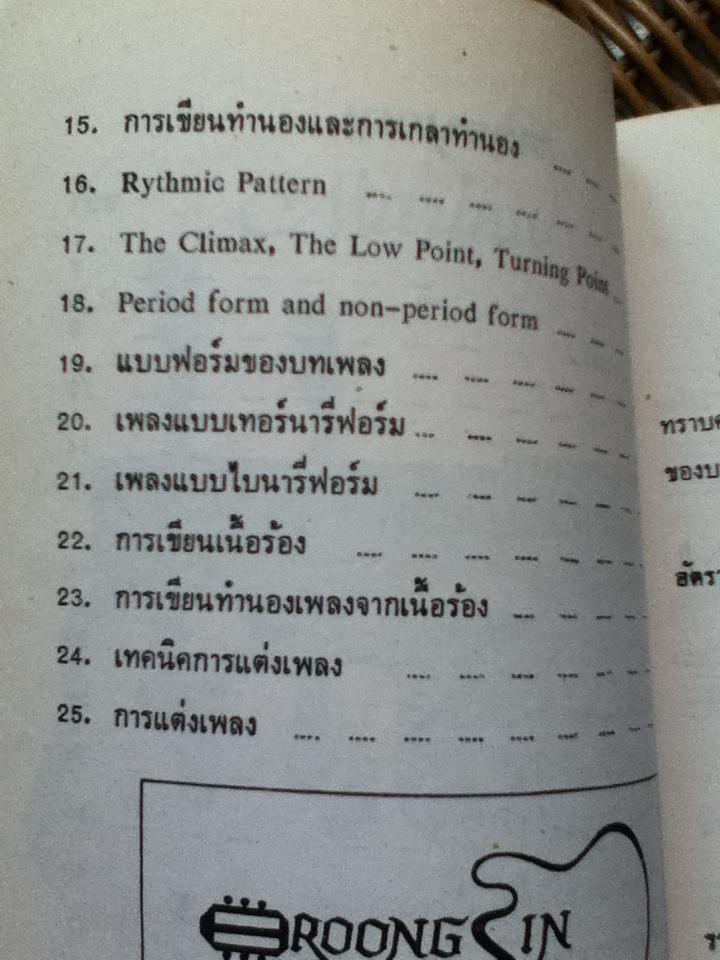 15. การเขียนทำนองและการเกลาทำนอง .... .... ....
16. Rythmic Pattern .... .... .... .... .... ....
17. The Climax, The Low Point, Turning Point ...
18. Period form and non-period form .... .... ...
19. แบบฟอร์มของบทเพลง .... .... .... .... ....
20. เพลงแบบเทอร์นารี่ฟอร์ม ... .... .... .... ....
21. เพลงแบบไบนารี่ฟอร์ม .... .... .... .... ....
22. การเขียนเนื้อร้อง .... .... .... .... .... ....
23. การเขียนทำนองเพลงจากเนื้อร้อง .... .... .... ....
24. เทคนิคการแต่งเพลง .... .... .... .... ....
25. การแต่งเพลง .... .... .... .... .... .... ....
ROONG SIN
ทราบ
ของบ
อัตรา